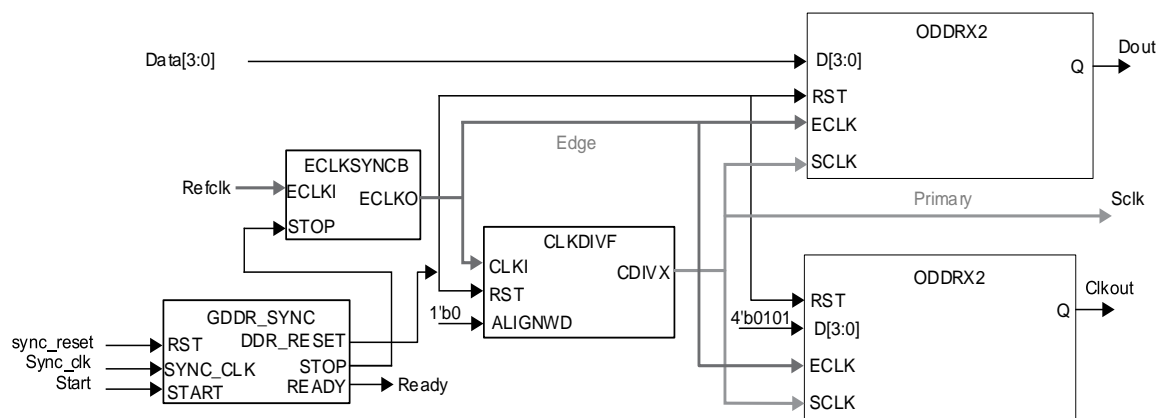 ODDRX2
Data[3:0]
D[3:0]
Q
Dout
RST
ECLK
SCLK
Edge
ECLKSYNCB
Refclk
ECLKI
ECLKO
STOP
Primary
Sclk
CLKDIVF
CLKI
CDIVX
RST
1'b0
ALIGNWD
ODDRX2
RST
Q
Clkout
4'b0101
D[3:0]
ECLK
SCLK
GDDR_SYNC
sync_reset
RST
DDR_RESET
Sync_clk
SYNC_CLK
STOP
Start
START
READY
Ready